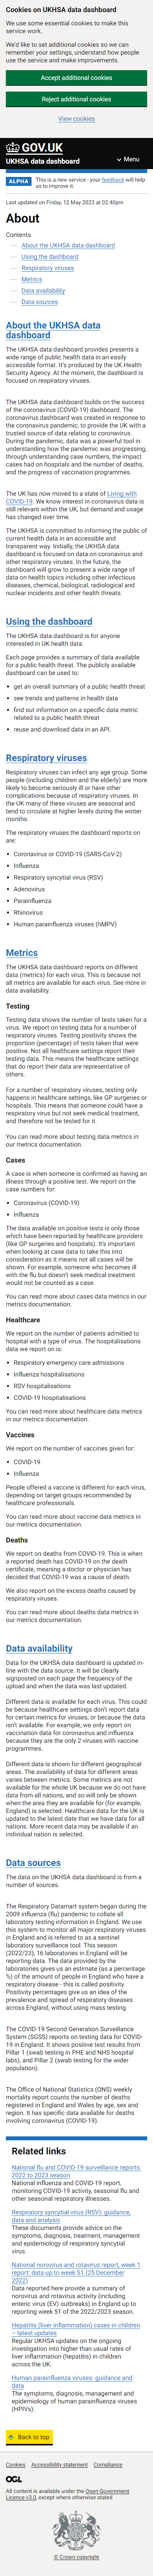 Cookies on UKHSA data dashboard
We use some essential cookies to make this
service work.
We'd like to set additional cookies so we can
remember your settings, understand how people
use the service and make improvements.
Accept additional cookies
Reject additional cookies
View cookies
GOV.UK
UKHSA data dashboard
Menu
ALPHA
This is a new service - your feedback will help
us to improve it.
Last updated on Friday, 12 May 2023 at 02:40pm
About
Contents
— About the UKHSA data dashboard
— Using the dashboard
— Respiratory viruses
— Metrics
— Data availability
— Data sources
About the UKHSA data
dashboard
The UKHSA data dashboard provides presents a
wide range of public health data in an easily
accessible format. It's produced by the UK Health
Security Agency. At the moment, the dashboard is
focused on respiratory viruses.
The UKHSA data dashboard builds on the success
of the coronavirus (COVID-19) dashboard. The
coronavirus dashboard was created in response to
the coronavirus pandemic, to provide the UK with a
trusted source of data relating to coronavirus.
During the pandemic, data was a powerful tool in
understanding how the pandemic was progressing,
through understanding case numbers, the impact
cases had on hospitals and the number of deaths,
and the progress of vaccination programmes.
The UK has now moved to a state of Living with
COVID-19. We know interest in coronavirus data is
still relevant within the UK, but demand and usage
has changed over time.
The UKHSA is committed to informing the public of
current health data in an accessible and
transparent way. Initially, the UKHSA data
dashboard is focused on data for coronavirus and
other respiratory viruses. In the future, the
dashboard will grow to present a wide range of
data on health topics including other infectious
diseases, chemical, biological, radiological and
nuclear incidents and other health threats.
Using the dashboard
The UKHSA data dashboard is for anyone
interested in UK health data.
Each page provides a summary of data available
for a public health threat. The publicly available
dashboard can be used to:
• get an overall summary of a public health threat
• see trends and patterns in health data
• find out information on a specific data metric
related to a public health threat
• reuse and download data in an API.
Respiratory viruses
Respiratory viruses can infect any age group. Some
people (including children and the elderly) are more
likely to become seriously ill or have other
complications because of respiratory viruses. In
the UK many of these viruses are seasonal and
tend to circulate at higher levels during the winter
months.
The respiratory viruses the dashboard reports on
are:
• Coronavirus or COVID-19 (SARS-CoV-2)
• Influenza
• Respiratory syncytial virus (RSV)
• Adenovirus
• Parainfluenza
• Rhinovirus
• Human parainfluenza viruses (hMPV)
Metrics
The UKHSA data dashboard reports on different
data (metrics) for each virus. This is because not
all metrics are available for each virus. See more in
data availability.
Testing
Testing data shows the number of tests taken for a
virus. We report on testing data for a number of
respiratory viruses. Testing positivity shows the
proportion (percentage) of tests taken that were
positive. Not all healthcare settings report their
testing data. This means the healthcare settings
that do report their data are representative of
others.
For a number of respiratory viruses, testing only
happens in healthcare settings, like GP surgeries or
hospitals. This means that someone could have a
respiratory virus but not seek medical treatment,
and therefore not be tested for it.
You can read more about testing data metrics in
our metrics documentation.
Cases
A case is when someone is confirmed as having an
illness through a positive test. We report on the
case numbers for:
• Coronavirus (COVID-19)
• Influenza
The data available on positive tests is only those
which have been reported by healthcare providers
(like GP surgeries and hospitals). It's important
when looking at case data to take this into
consideration as it means not all cases will be
shown. For example, someone who becomes ill
with the flu but doesn't seek medical treatment
would not be counted as a case.
You can read more about cases data metrics in our
metrics documentation.
Healthcare
We report on the number of patients admitted to
hospital with a type of virus. The hospitalisations
data we report on is:
• Respiratory emergency care admissions
• Influenza hospitalisations
• RSV hospitalisations
• COVID-19 hospitalisations
You can read more about healthcare data metrics
in our metrics documentation.
Vaccines
We report on the number of vaccines given for:
• COVID-19
• Influenza
People offered a vaccine is different for each virus,
depending on target groups recommended by
healthcare professionals.
You can read more about vaccine data metrics in
our metrics documentation.
Deaths
We report on deaths from COVID-19. This is when
a reported death has COVID-19 on the death
certificate, meaning a doctor or physician has
decided that COVID-19 was a cause of death.
We also report on the excess deaths caused by
respiratory viruses.
You can read more about deaths data metrics in
our metrics documentation.
Data availability
Data for the UKHSA data dashboard is updated in-
line with the data source. It will be clearly
signposted on each page the frequency of the
updates and when the data was last updated.
Different data is available for each virus. This could
be because healthcare settings don't report data
for certain metrics for viruses, or because the data
isn't available. For example, we only report on
vaccination data for coronavirus and influenza
because they are the only 2 viruses with vaccine
programmes.
Different data is shown for different geographical
areas. The availability of data for different areas
varies between metrics. Some metrics are not
available for the whole of the UK because we don't
have data from all nations, and so will only be
shown for the area they are available for (for
example, England) is selected. Healthcare data for the UK is
updated to the latest data that we have for all
nations. More recent data may be available if an
individual nation is selected.
Data sources
The data on the UKHSA data dashboard is from a
number of sources.
The Respiratory Datamart system began during the
2009 influenza (flu) pandemic to collate all
laboratory testing information in England. We use
this system to monitor all major respiratory viruses
in England and is referred to as a sentinel
laboratory surveillance tool. This season
(2022/23), 16 laboratories in England will be
reporting data. The data provided by the
laboratories gives us an estimate (as a percentage
%) of the amount of people in England who have a
respiratory disease - this is called positivity.
Positivity percentages give us an idea of the
prevalence and spread of respiratory diseases
across England, without using mass testing.
The COVID-19 Second Generation Surveillance
System (SGSS) reports on testing data for COVID-
19 in England. It shows positive test results from
Pillar 1 (swab testing in PHE and NHS hospital
labs), and Pillar 2 (swab testing for the wider
population).
The Office of National Statistics (ONS) weekly
mortality report counts the number of deaths
registered in England and Wales by age, sex and
region. It has specific data available for deaths
involving coronavirus (COVID-19).
Related links
National flu and COVID-19 surveillance reports:
2022 to 2023 season
National influenza and COVID-19 report,
monitoring COVID-19 activity, seasonal flu and
other seasonal respiratory illnesses.
Respiratory syncytial virus (RSV): guidance,
data and analysis
These documents provide advice on the
symptoms, diagnosis, treatment, management
and epidemiology of respiratory syncytial
virus.
National norovirus and rotavirus report, week 1
report: data up to week 51 (25 December
2022)
Data reported here provide a summary of
norovirus and rotavirus activity (including
enteric virus (EV) outbreaks) in England up to
reporting week 51 of the 2022/2023 season.
Hepatitis (liver inflammation) cases in children
– latest updates
Regular UKHSA updates on the ongoing
investigation into higher than usual rates of
liver inflammation (hepatitis) in children
across the UK.
Human parainfluenza viruses: guidance and
data
The symptoms, diagnosis, management and
epidemiology of human parainfluenza viruses
(HPIVs).
↑ Back to top
Cookies Accessibility statement Compliance
OGL
All content is available under the Open Government
Licence v3.0, except where otherwise stated
© Crown copyright